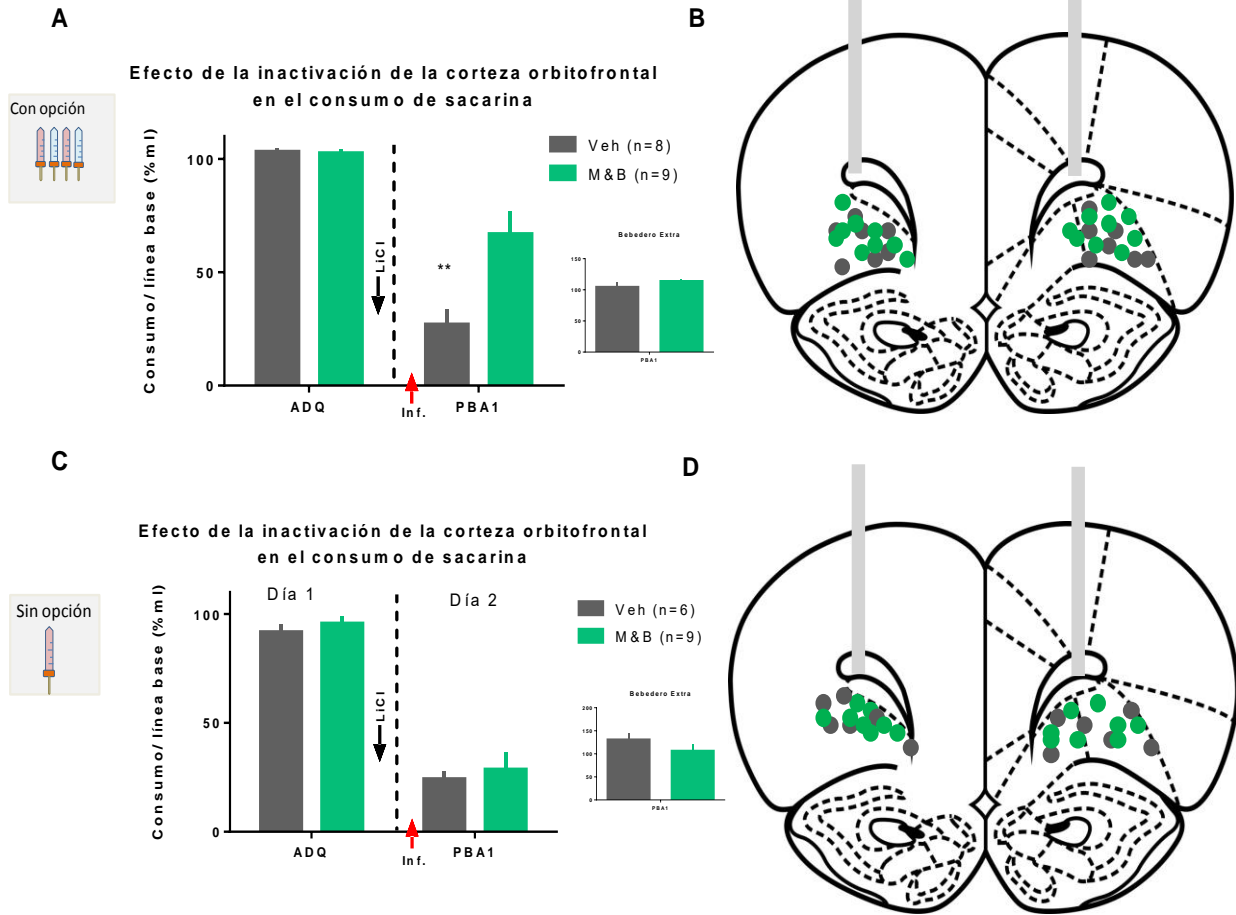 A
B
Efecto de la inactivación de la corteza orbitofrontal
en el consumo de sacarina
Con opción
Consumo/ línea base (%ml)
100
50
0
LiCl
**
ADQ
Inf.
PBA1
Veh (n=8)
M&B (n=9)
Bebedero Extra
150
100
50
0
PBA1
C
D
Efecto de la inactivación de la corteza orbitofrontal
en el consumo de sacarina
Sin opción
Consumo/ línea base (%ml)
100
50
0
Día 1
Día 2
LiCl
ADQ
Inf.
PBA1
Veh (n=6)
M&B (n=9)
Bebedero Extra
200
150
100
50
0
PBA1